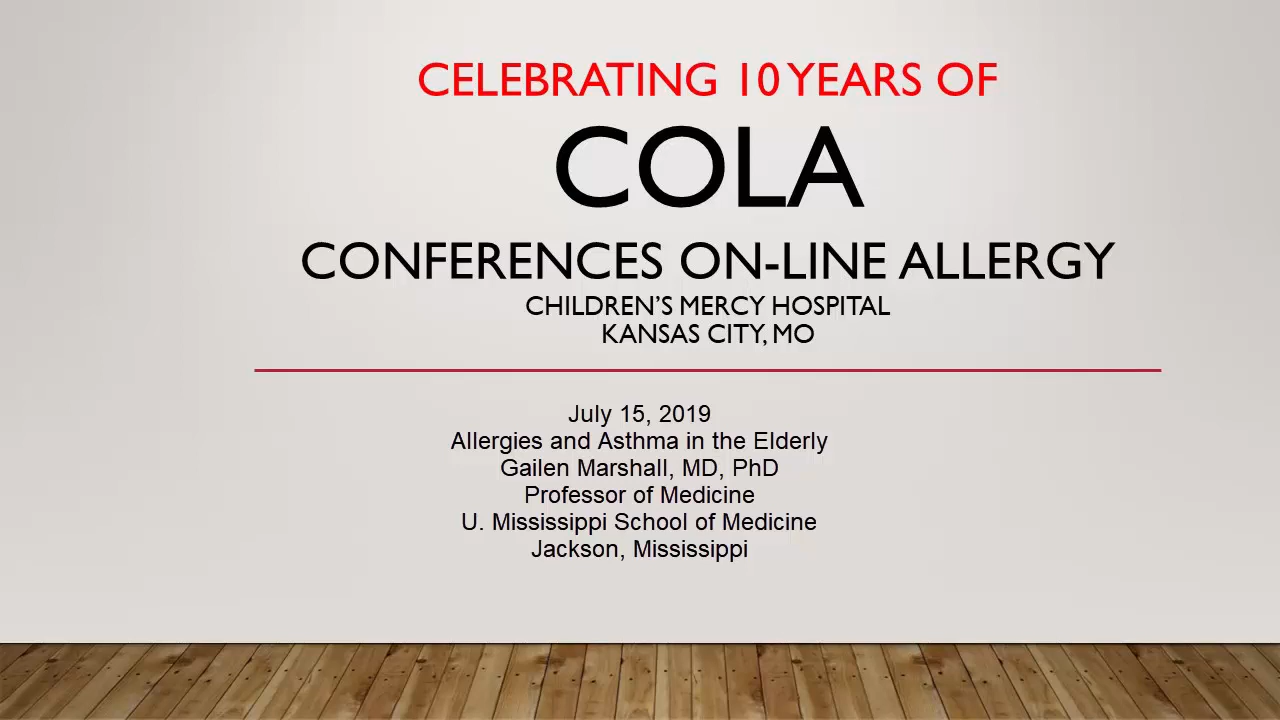 CELEBRATING 10 YEARS OF
COLA
CONFERENCES ON-LINE ALLERGY
CHILDREN’S MERCY HOSPITAL
KANSAS CITY, MO
July 15, 2019
Allergies and Asthma in the Elderly
Gailen Marshall, MD, PhD
Professor of Medicine
U. Mississippi School of Medicine
Jackson, Mississippi